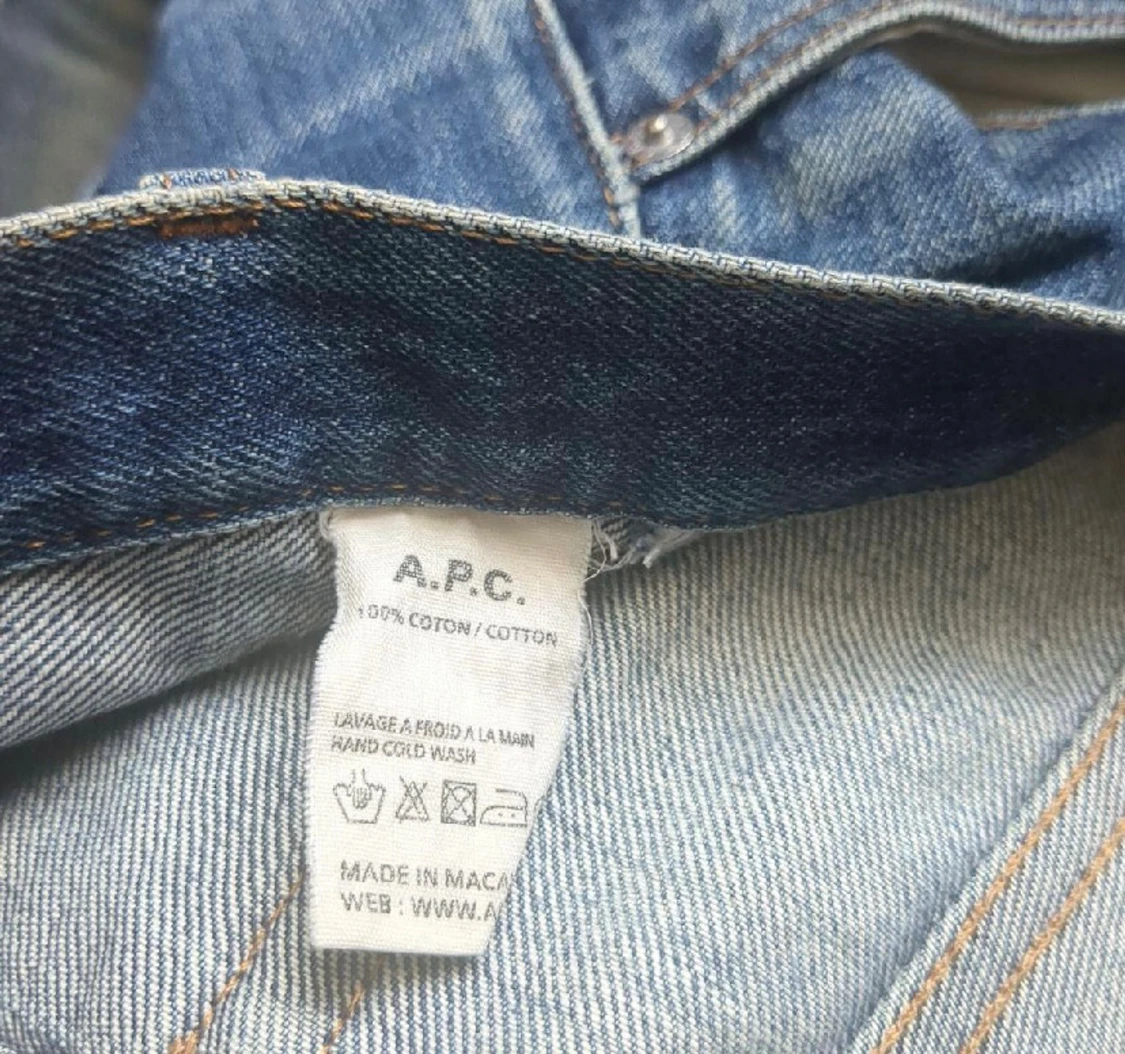 A.P.C.
100% COTON / COTTON
LAVAGE A FROID A LA MAIN
HAND COLD WASH
MADE IN MACA
WEB : WWW.A